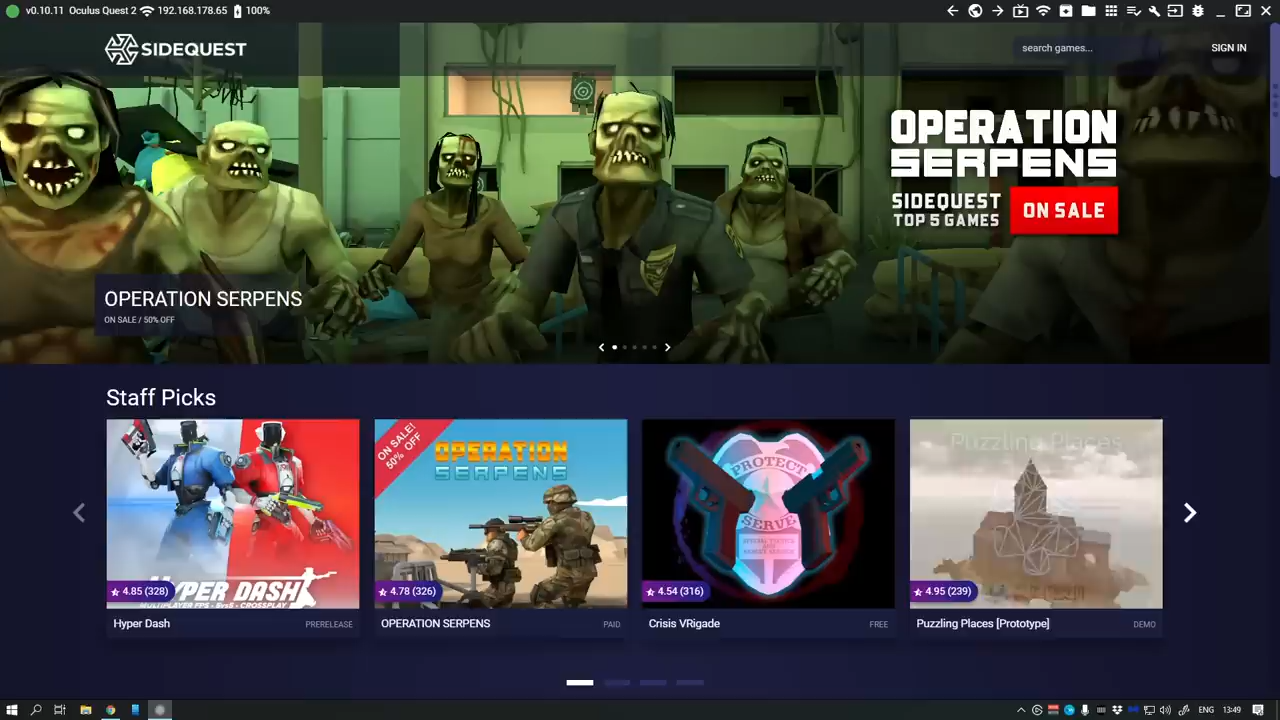 v0.10.11 Oculus Quest 2 192.168.178.65 100%
SIDEQUEST
search games...
SIGN IN
OPERATION
SERPENS
SIDEQUEST
TOP 5 GAMES
ON SALE
OPERATION SERPENS
ON SALE / 50% OFF
Staff Picks
HYPER DASH
MULTIPLAYER FPS - 5vs5 - CROSSPLAY
4.85 (328)
Hyper Dash
PRERELEASE
ON SALE!
50% OFF
OPERATION
SERPENS
4.78 (326)
OPERATION SERPENS
PAID
PROTECT
SERVE
4.54 (316)
Crisis VRigade
FREE
Puzzling Places
4.95 (239)
Puzzling Places [Prototype]
DEMO
ENG
13:49